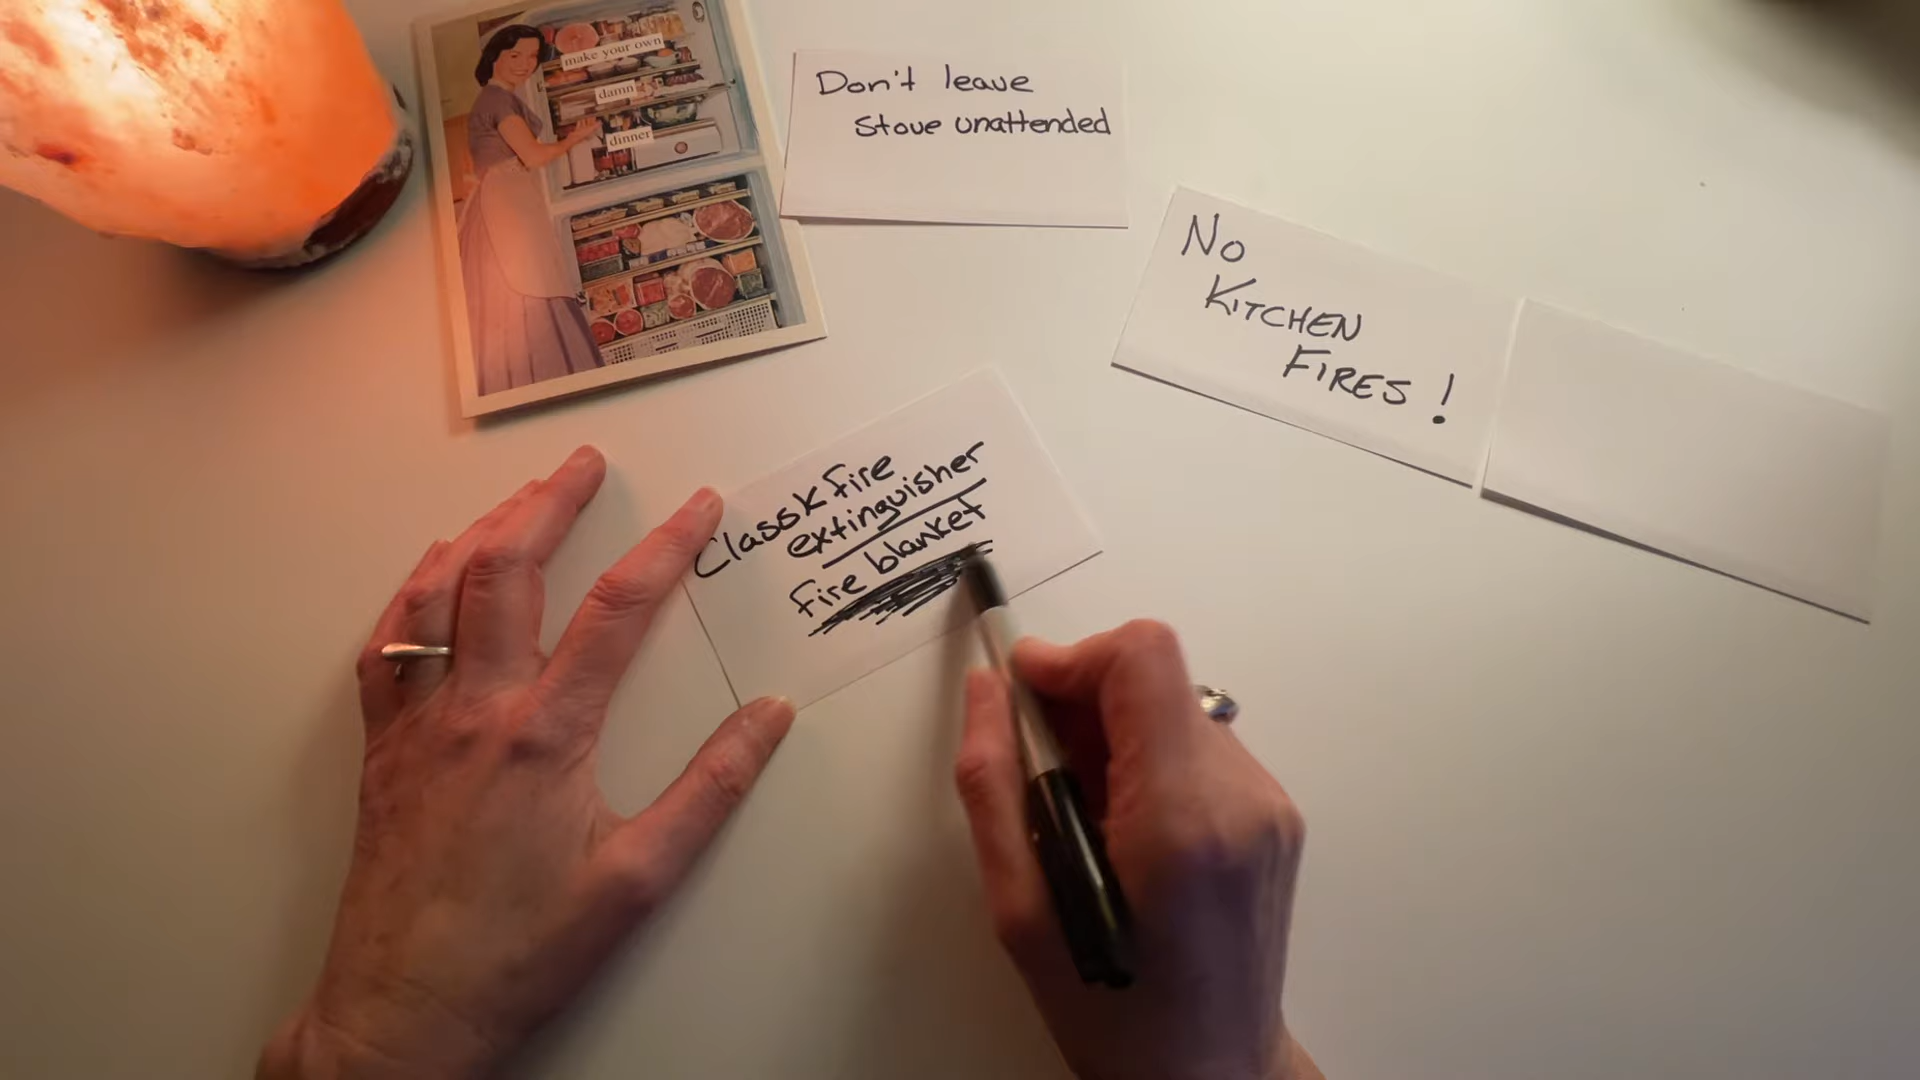 make your own
damn
dinner
Don't leave
Stove unattended
No
KITCHEN
FIRES!
Class K fire
extinguisher
fire blanket